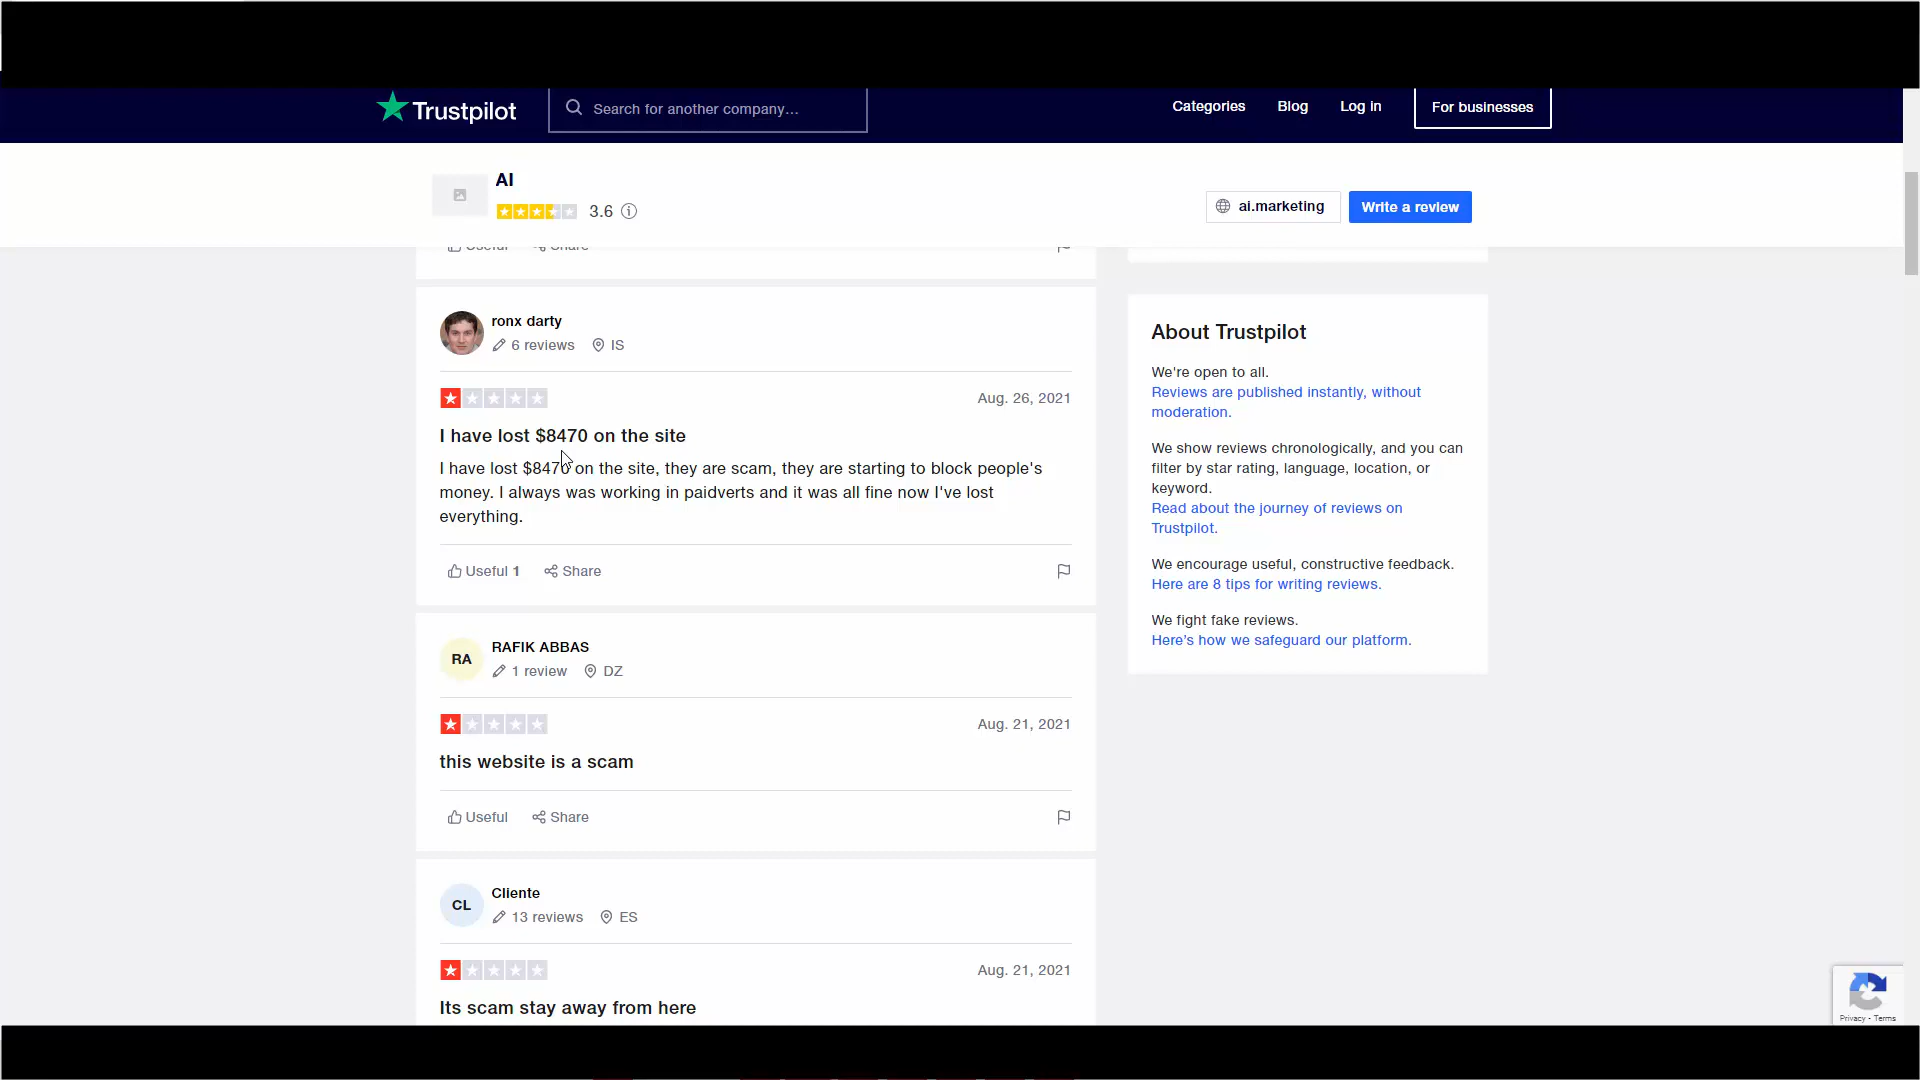 Trustpilot
Search for another company...
Categories
Blog
Log in
For businesses
AI
3.6
ai.marketing
Write a review
Useful
Share
ronx darty
6 reviews
IS
Aug. 26, 2021
I have lost $8470 on the site
I have lost $8470 on the site, they are scam, they are starting to block people's
money. I always was working in paidverts and it was all fine now I've lost
everything.
Useful 1
Share
RA
RAFIK ABBAS
1 review
DZ
Aug. 21, 2021
this website is a scam
Useful
Share
CL
Cliente
13 reviews
ES
Aug. 21, 2021
Its scam stay away from here
About Trustpilot
We're open to all.
Reviews are published instantly, without
moderation.
We show reviews chronologically, and you can
filter by star rating, language, location, or
keyword.
Read about the journey of reviews on
Trustpilot.
We encourage useful, constructive feedback.
Here are 8 tips for writing reviews.
We fight fake reviews.
Here's how we safeguard our platform.
Privacy - Terms